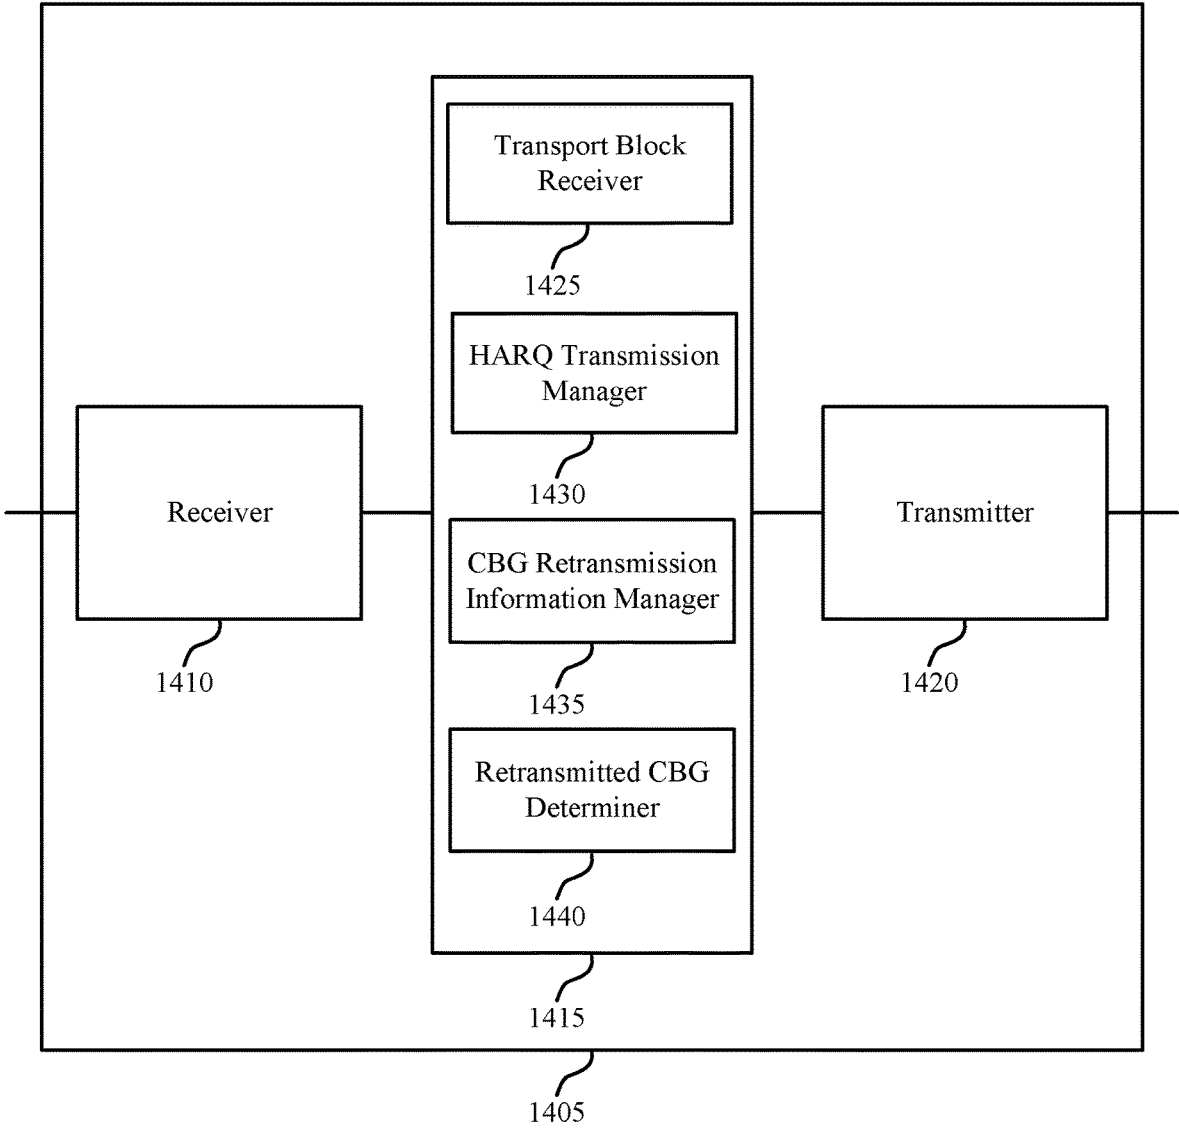 Transport Block
Receiver
1425
HARQ Transmission
Manager
1430
Receiver
1410
CBG Retransmission
Information Manager
1435
Transmitter
1420
Retransmitted CBG
Determiner
1440
1415
1405